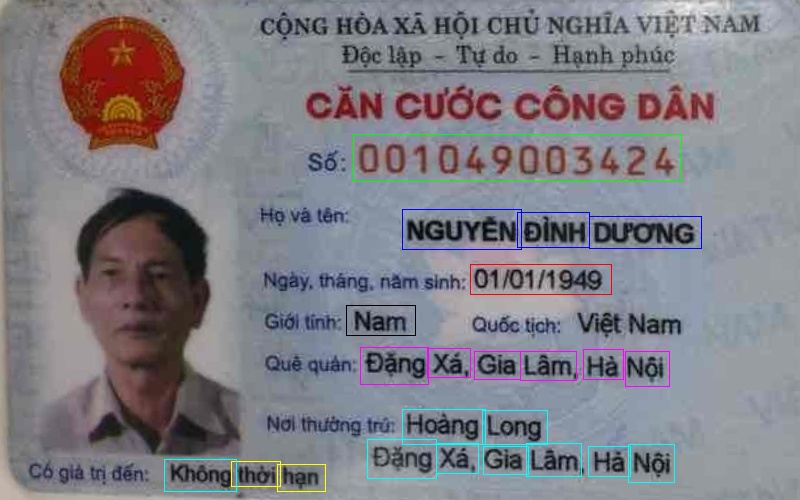 CỘNG HÒA XÃ HỘI CHỦ NGHĨA VIỆT NAM
Độc lập - Tự do - Hạnh phúc
CĂN CƯỚC CÔNG DÂN
Số: 001049003424
Họ và tên: NGUYỄN ĐÌNH DƯƠNG
Ngày, tháng, năm sinh: 01/01/1949
Giới tính: Nam Quốc tịch: Việt Nam
Quê quán: Đặng Xá, Gia Lâm, Hà Nội
Nơi thường trú: Hoàng Long
Đặng Xá, Gia Lâm, Hà Nội
Có giá trị đến: Không thời hạn